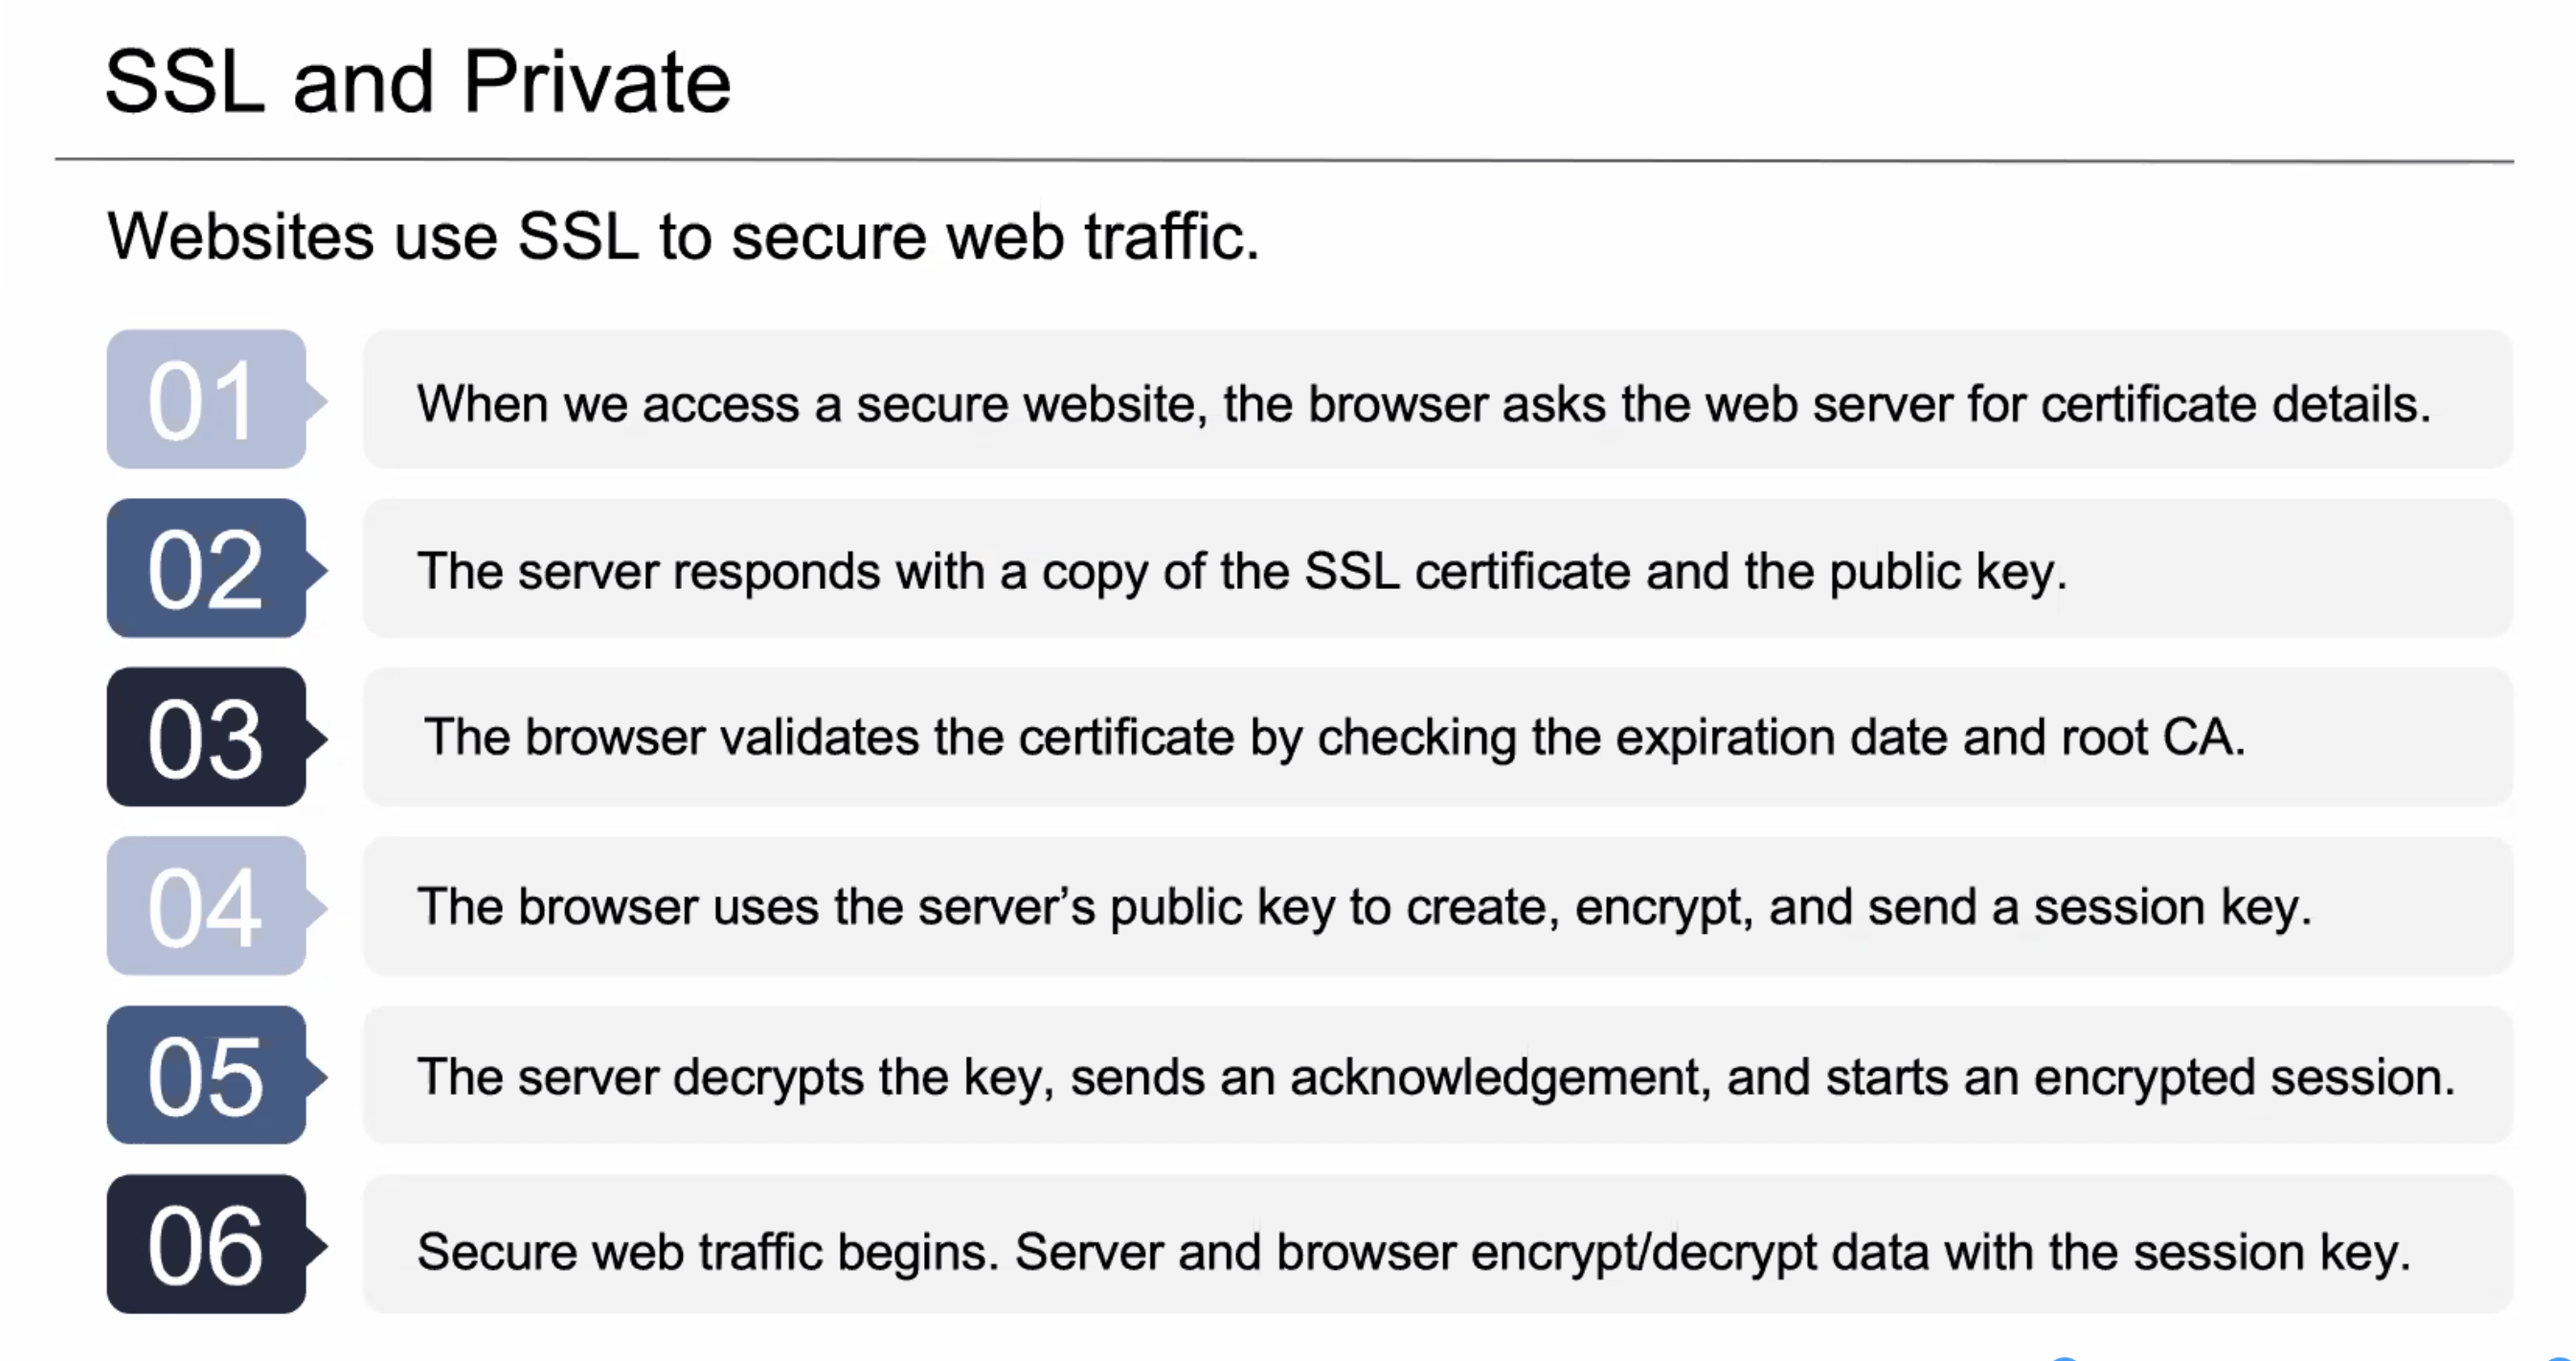 SSL and Private
Websites use SSL to secure web traffic.
01
When we access a secure website, the browser asks the web server for certificate details.
02
The server responds with a copy of the SSL certificate and the public key.
03
The browser validates the certificate by checking the expiration date and root CA.
04
The browser uses the server’s public key to create, encrypt, and send a session key.
05
The server decrypts the key, sends an acknowledgement, and starts an encrypted session.
06
Secure web traffic begins. Server and browser encrypt/decrypt data with the session key.